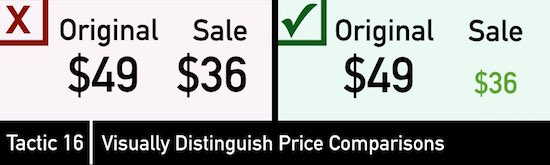 X
Original Sale
$49 $36
Original Sale
$49 $36
Tactic 16 Visually Distinguish Price Comparisons